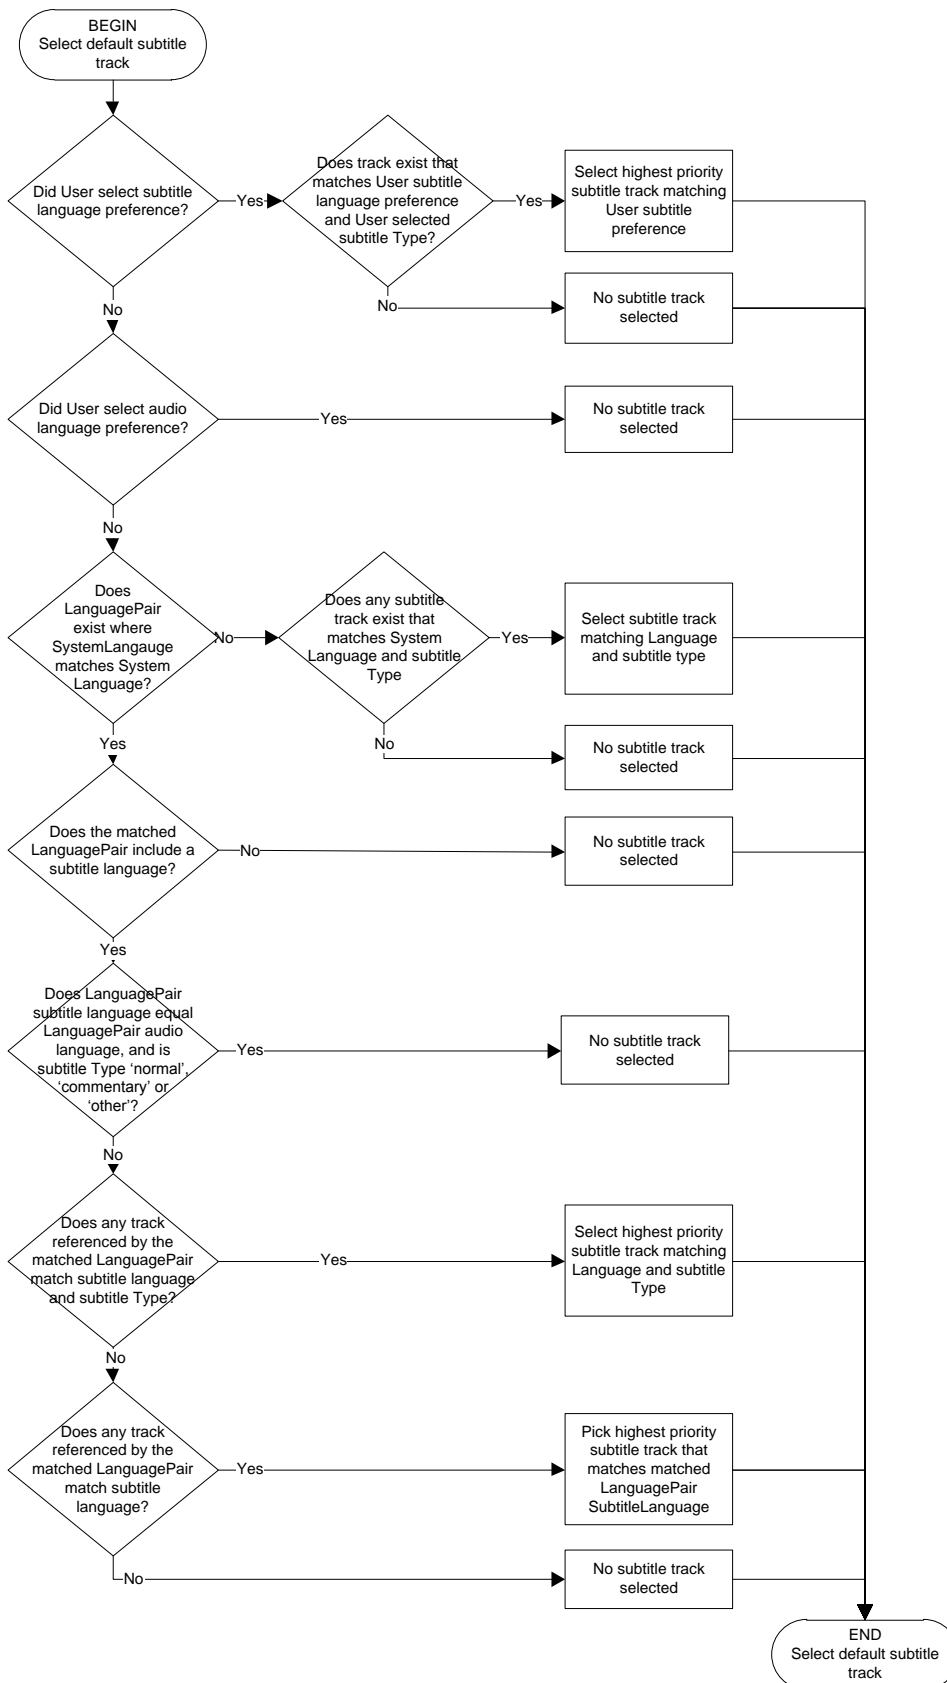 BEGIN
Select default subtitle
track
Did User select subtitle
language preference?
Yes
Does track exist that
matches User subtitle
language preference
and User selected
subtitle Type?
Yes
Select highest priority
subtitle track matching
User subtitle
preference
No
No subtitle track
selected
No
Did User select audio
language preference?
Yes
No subtitle track
selected
No
Does
LanguagePair
exist where
SystemLangauge
matches System
Language?
No
Does any subtitle
track exist that
matches System
Language and subtitle
Type
Yes
Select subtitle track
matching Language
and subtitle type
No
No subtitle track
selected
Yes
Does the matched
LanguagePair include a
subtitle language?
No
No subtitle track
selected
Yes
Does LanguagePair
subtitle language equal
LanguagePair audio
language, and is
subtitle Type ‘normal’,
‘commentary’ or
‘other’?
Yes
No subtitle track
selected
No
Does any track
referenced by the
matched LanguagePair
match subtitle language
and subtitle Type?
Yes
Select highest priority
subtitle track matching
Language and subtitle
Type
No
Does any track
referenced by the
matched LanguagePair
match subtitle
language?
Yes
Pick highest priority
subtitle track that
matches matched
LanguagePair
SubtitleLanguage
No
No subtitle track
selected
END
Select default subtitle
track